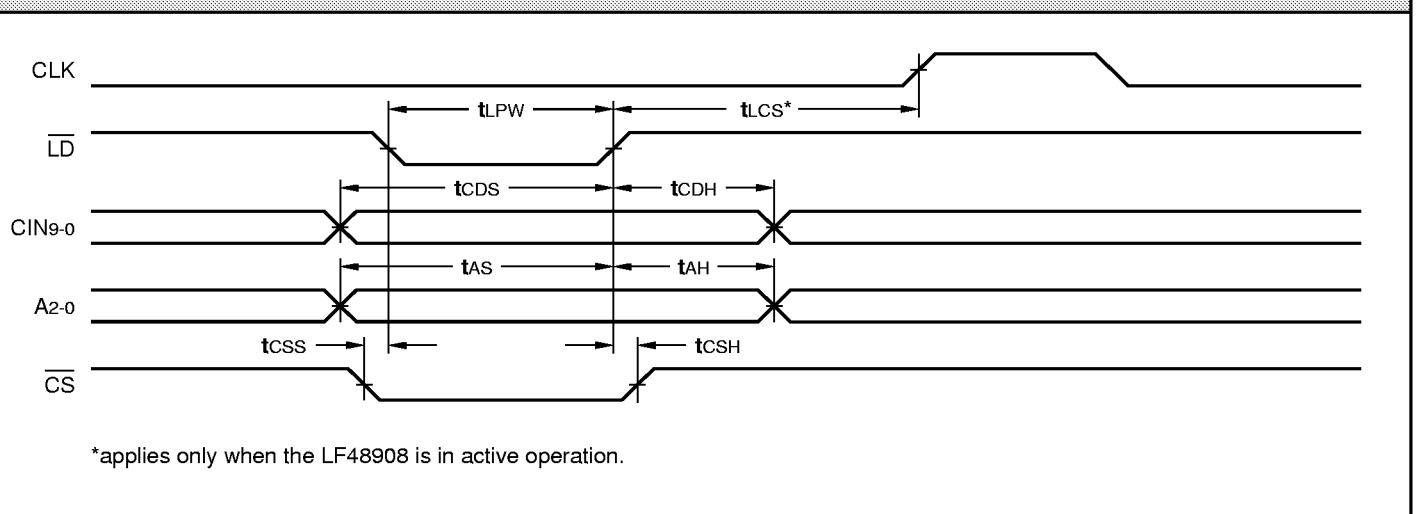 CLK
tLPW tLCS*
LD
tCDS tCDH
CIN9-0
tAS tAH
A2-0
tCSS tCSH
CS
*applies only when the LF48908 is in active operation.